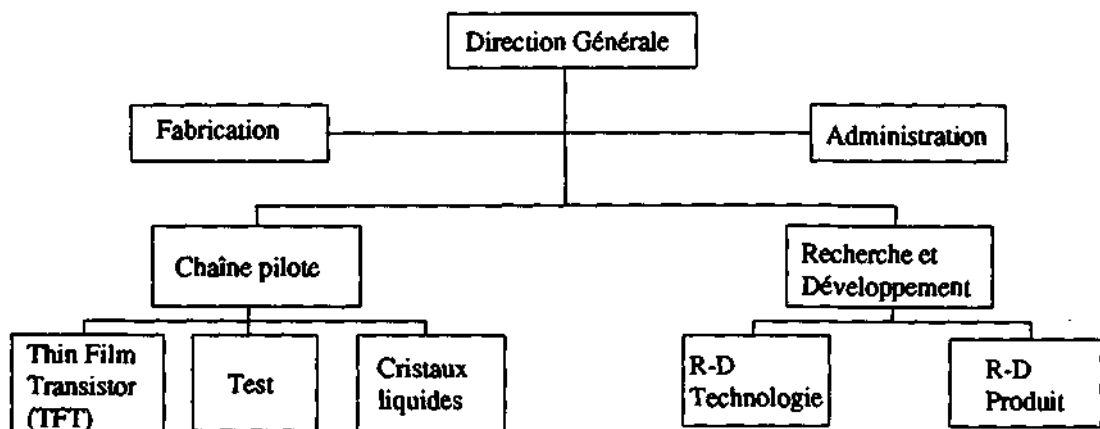 Direction Générale
Fabrication
Administration
Chaîne pilote
Recherche et
Développement
Thin Film
Transistor
(TFT)
Test
Cristaux
liquides
R-D
Technologie
R-D
Produit